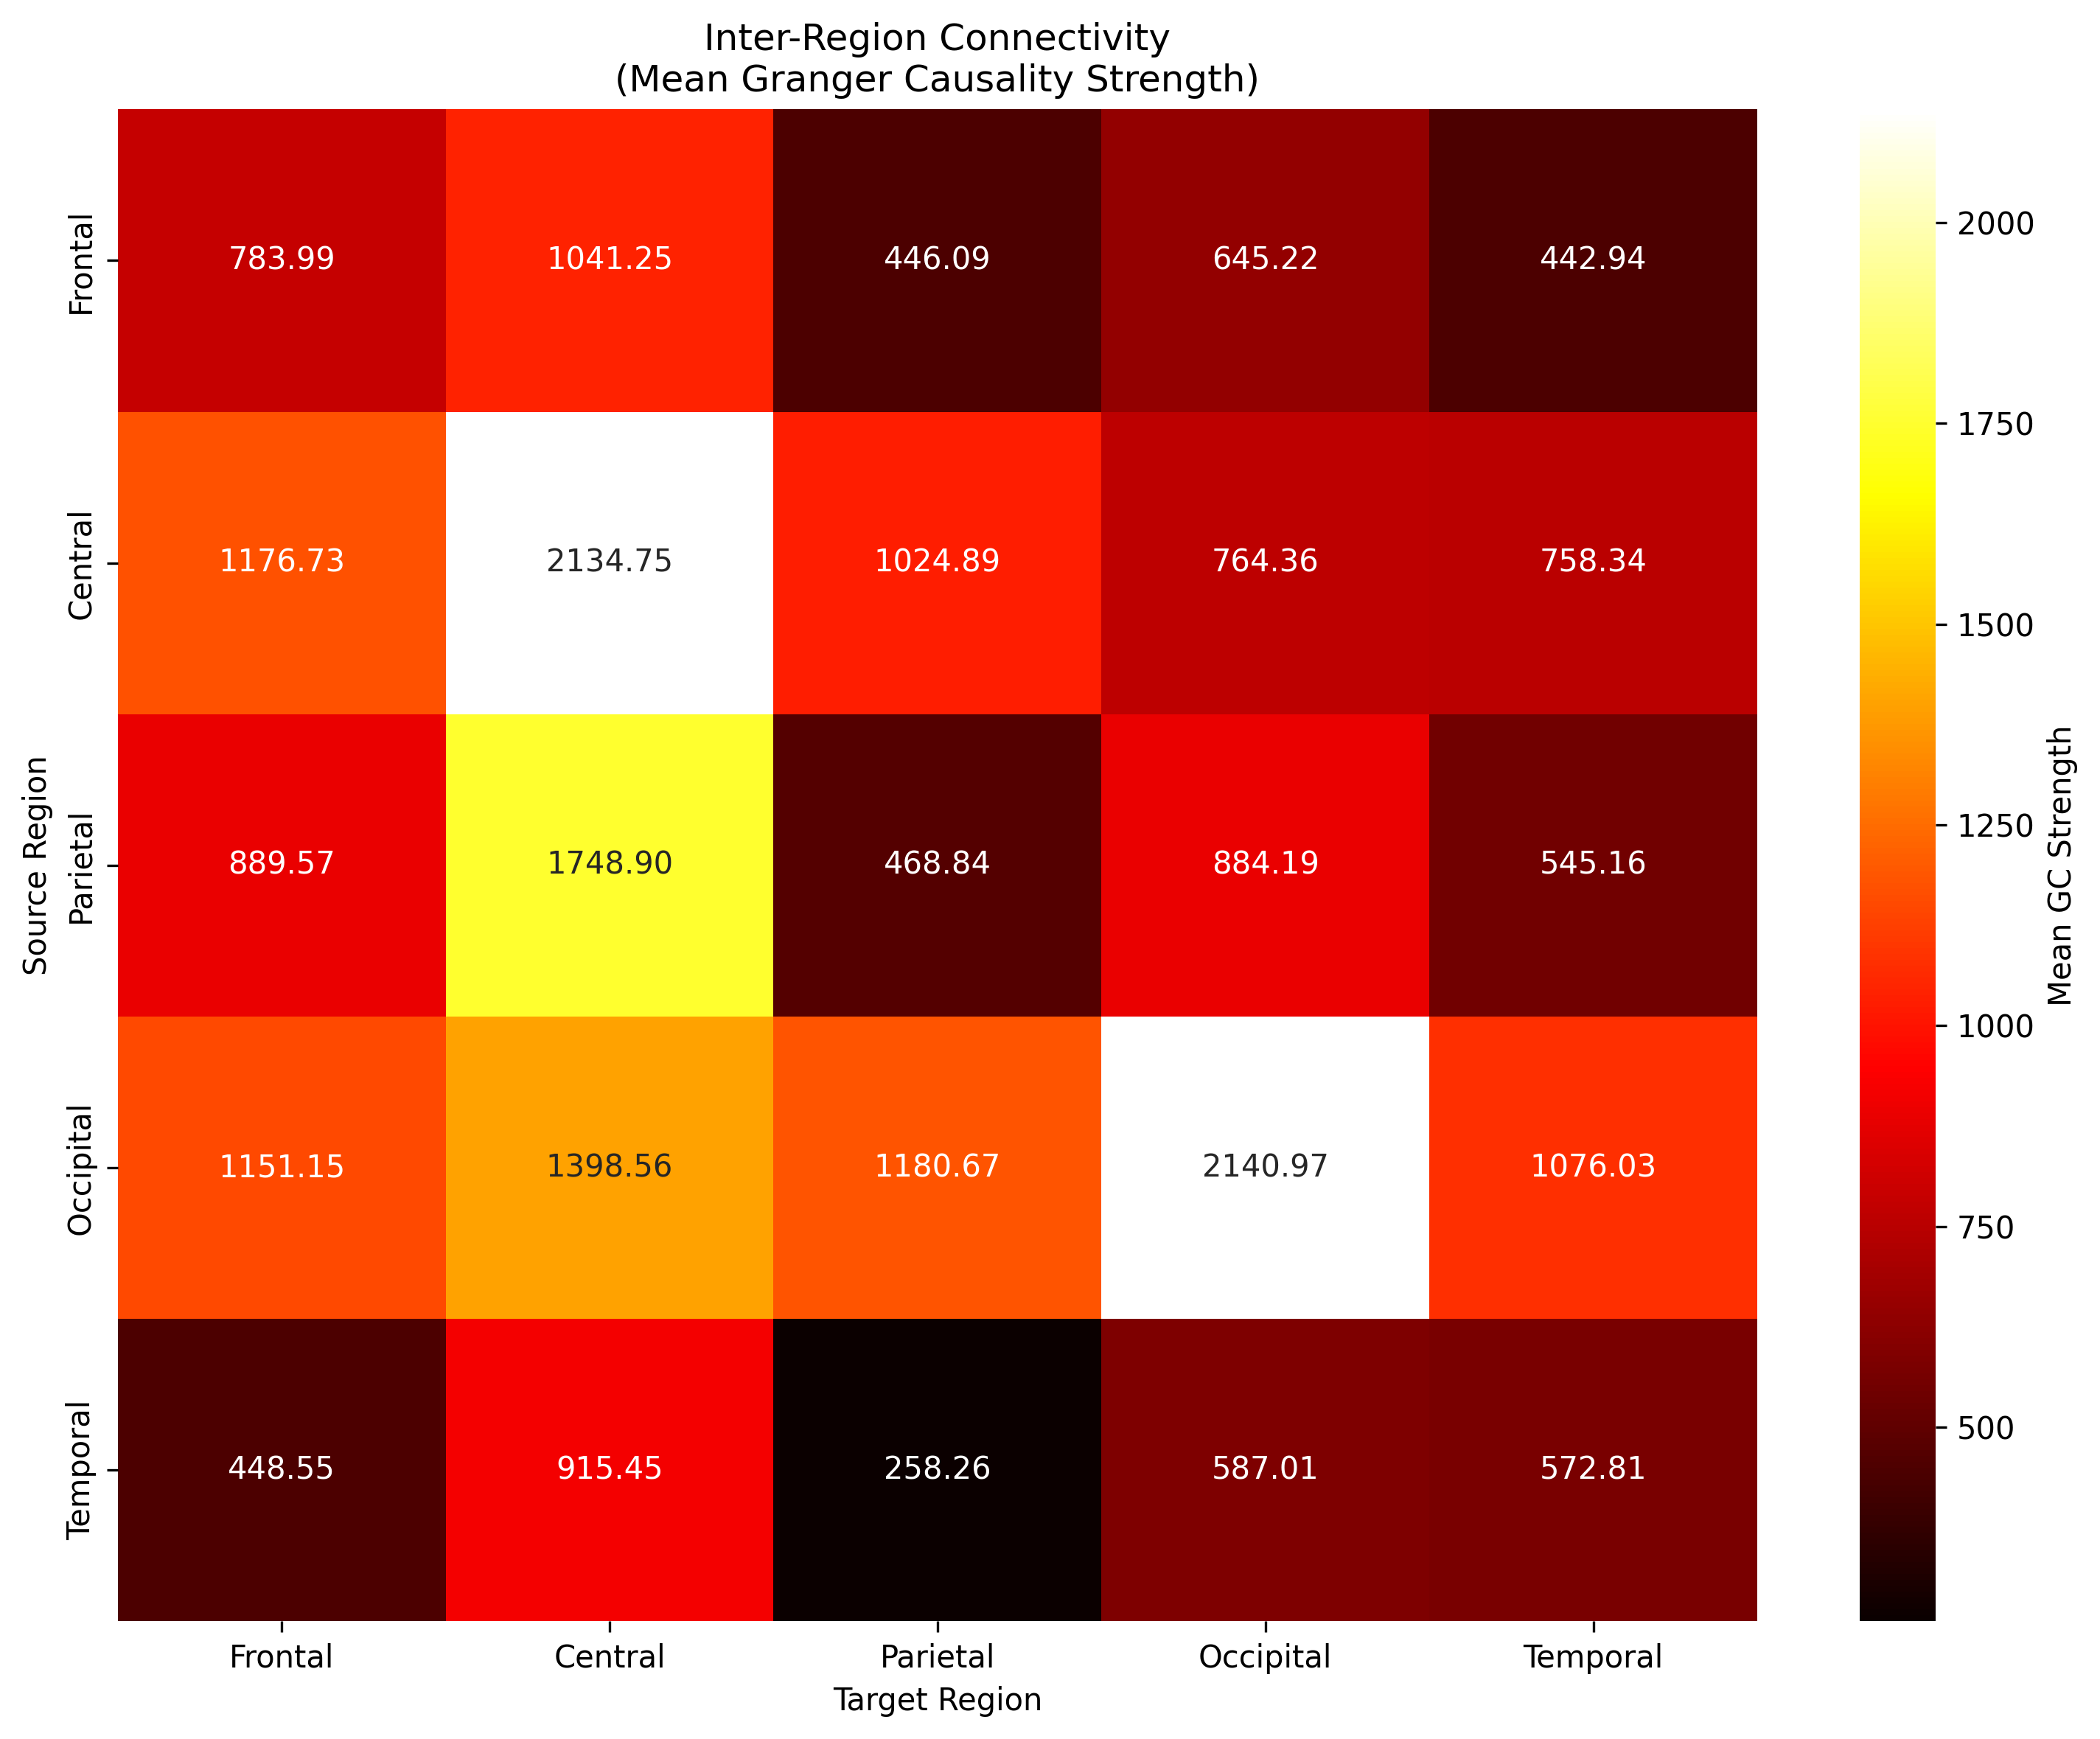 Inter-Region Connectivity
(Mean Granger Causality Strength)
Source Region
Frontal
783.99 1041.25 446.09 645.22 442.94
Central
1176.73 2134.75 1024.89 764.36 758.34
Parietal
889.57 1748.90 468.84 884.19 545.16
Occipital
1151.15 1398.56 1180.67 2140.97 1076.03
Temporal
448.55 915.45 258.26 587.01 572.81
Frontal Central Parietal Occipital Temporal
Target Region
2000
1750
1500
1250
1000
750
500
Mean GC Strength